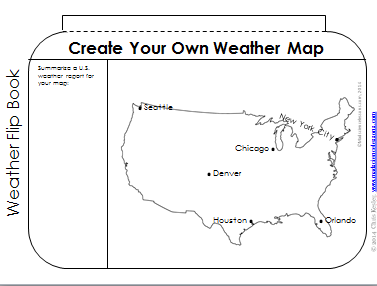 Create Your Own Weather Map
Summarize a U.S.
weather report for
your map:
Weather Flip Book
Seattle
New York City
Chicago
Denver
Houston
Orlando